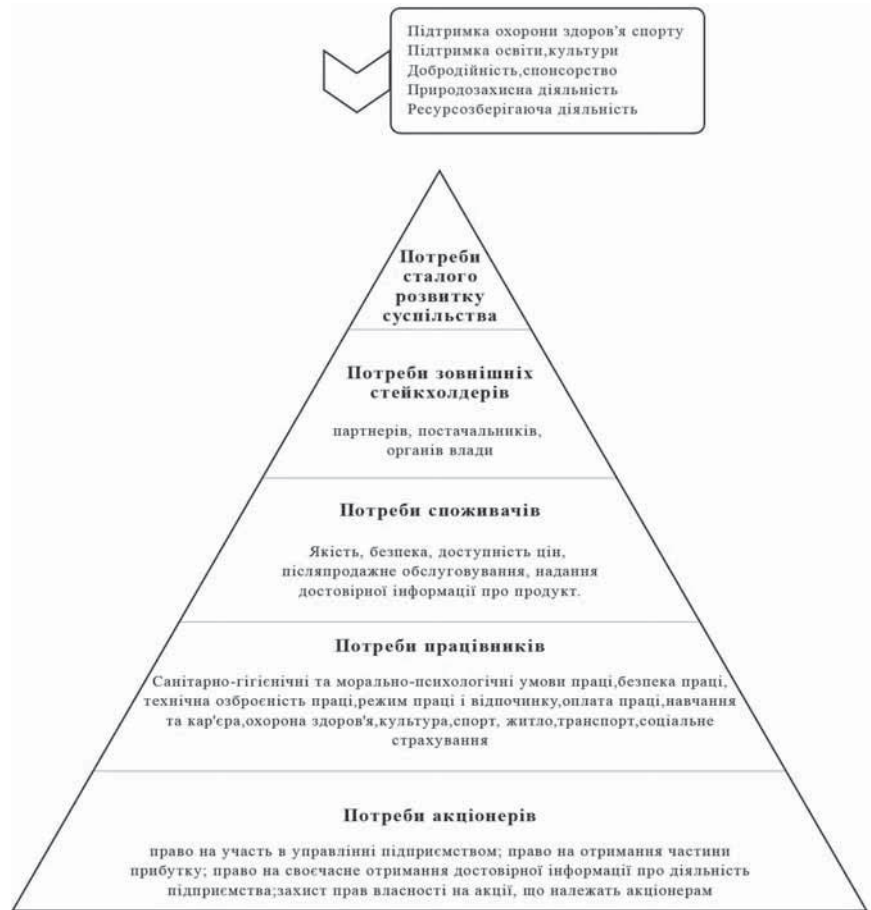 Підтримка охорони здоров'я спорту
Підтримка освіти,культури
Добродійність,спонсорство
Природозахисна діяльність
Ресурсозберігаюча діяльність
Потреби
сталого
розвитку
суспільства
Потреби зовнішніх
стейкхолдерів
партнерів, постачальників,
органів влади
Потреби споживачів
Якість, безпека, доступність цін,
післяпродажне обслуговування, надання
достовірної інформації про продукт.
Потреби працівників
Санітарно-гігієнічні та морально-психологічні умови праці,безпека праці,
технічна озброєність праці,режим праці і відпочинку,оплата праці,навчання
та кар'єра,охорона здоров'я,культура,спорт, житло,транспорт,соціальне
страхування
Потреби акціонерів
право на участь в управлінні підприємством; право на отримання частини
прибутку; право на своєчасне отримання достовірної інформації про діяльність
підприємства;захист прав власності на акції, що належать акціонерам